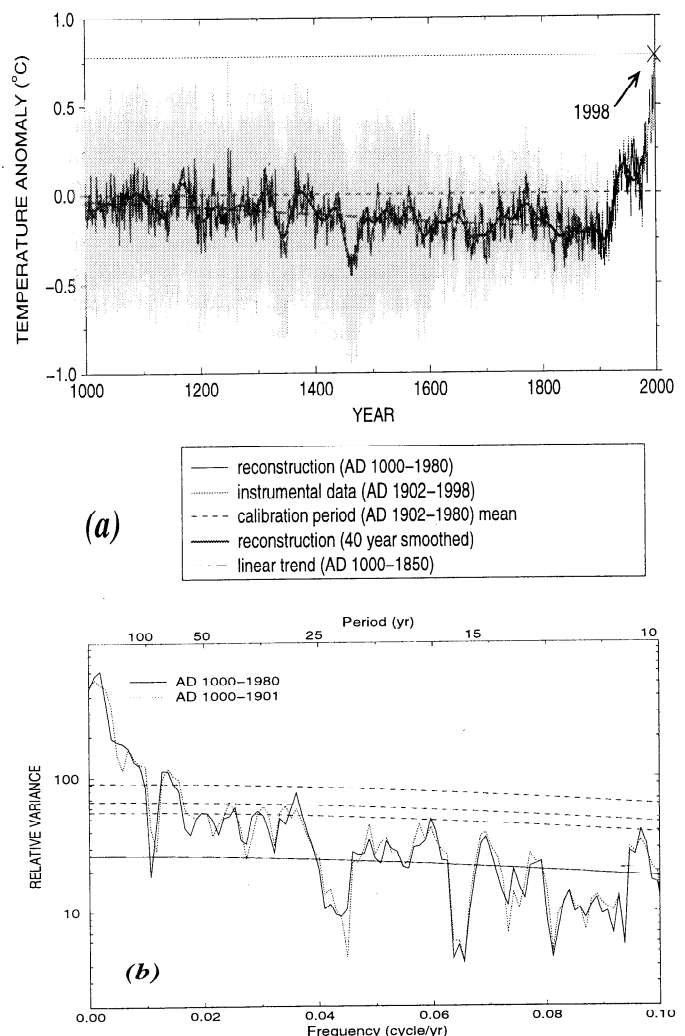 1.0
0.5
0.0
−0.5
−1.0
TEMPERATURE ANOMALY (°C)
1998
1000 1200 1400 1600 1800 2000
YEAR
(a)
reconstruction (AD 1000–1980)
instrumental data (AD 1902–1998)
calibration period (AD 1902–1980) mean
reconstruction (40 year smoothed)
linear trend (AD 1000–1850)
Period (yr)
100 50 25 15 10
AD 1000–1980
AD 1000–1901
100
10
RELATIVE VARIANCE
(b)
0.00 0.02 0.04 0.06 0.08 0.10
Frequency (cycle/yr)